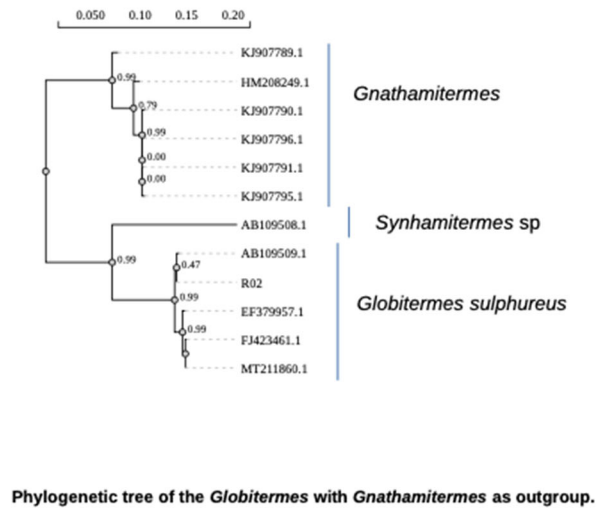 0.050 0.10 0.15 0.20
KJ907789.1
0.99
HM208249.1
Gnathamitermes
0.79
KJ907790.1
0.99
KJ907796.1
0.00
KJ907791.1
0.00
KJ907795.1
AB109508.1
Synhamitermes sp
AB109509.1
0.99
0.47
R02
0.99
Globitermes sulphureus
EF379957.1
0.99
FJ423461.1
MT211860.1
Phylogenetic tree of the Globitermes with Gnathamitermes as outgroup.